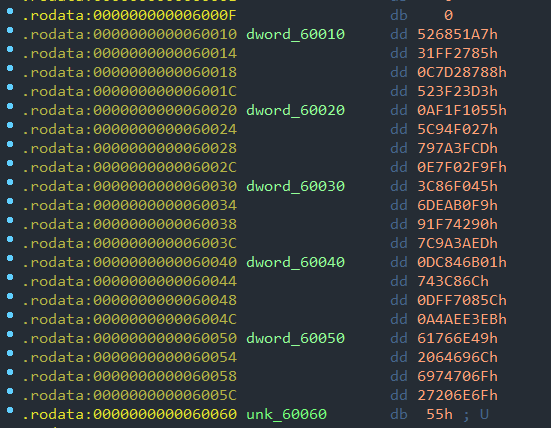 .rodata:000000000006000F db 0
.rodata:0000000000060010 dword_60010 dd 526851A7h
.rodata:0000000000060014 dd 31FF2785h
.rodata:0000000000060018 dd 0C7D28788h
.rodata:000000000006001C dd 523F23D3h
.rodata:0000000000060020 dword_60020 dd 0AF1F1055h
.rodata:0000000000060024 dd 5C94F027h
.rodata:0000000000060028 dd 797A3FCDh
.rodata:000000000006002C dd 0E7F02F9Fh
.rodata:0000000000060030 dword_60030 dd 3C86F045h
.rodata:0000000000060034 dd 6DEAB0F9h
.rodata:0000000000060038 dd 91F74290h
.rodata:000000000006003C dd 7C9A3AEDh
.rodata:0000000000060040 dword_60040 dd 0DC846B01h
.rodata:0000000000060044 dd 743C86Ch
.rodata:0000000000060048 dd 0DFF7085Ch
.rodata:000000000006004C dd 0A4AEE3EBh
.rodata:0000000000060050 dword_60050 dd 61766E49h
.rodata:0000000000060054 dd 2064696Ch
.rodata:0000000000060058 dd 6974706Fh
.rodata:000000000006005C dd 27206E6Fh
.rodata:0000000000060060 unk_60060 db 55h ; U